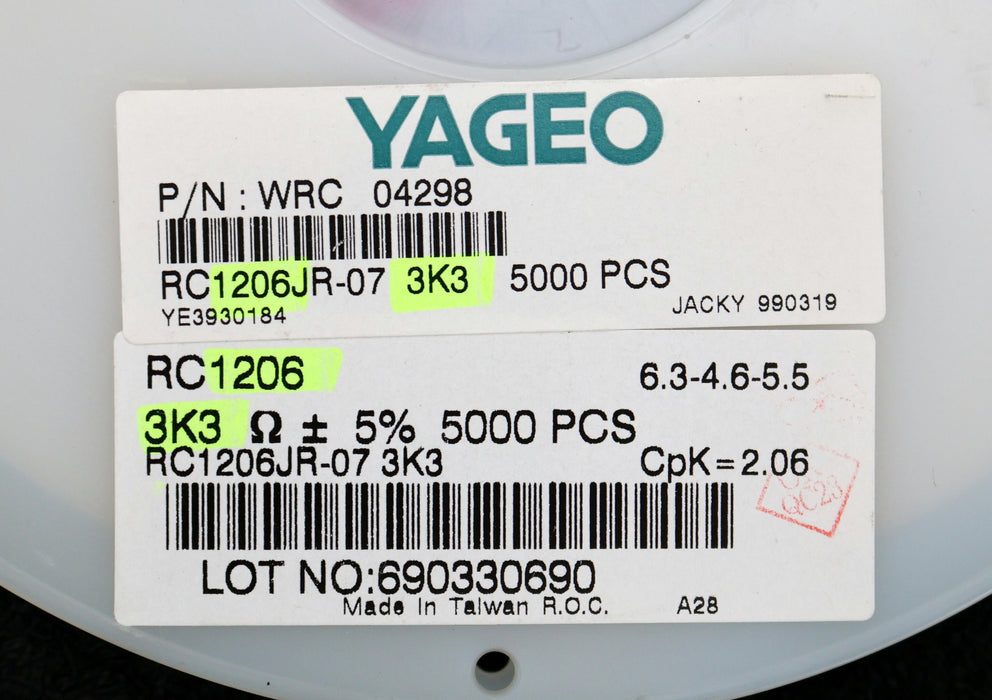 YAGEO
P/N : WRC 04298
RC1206JR-07 3K3 5000 PCS
YE3930184 JACKY 990319
RC1206 6.3-4.6-5.5
3K3 Ω ± 5% 5000 PCS
RC1206JR-07 3K3 CpK=2.06
QC23
LOT NO:690330690
Made In Taiwan R.O.C. A28